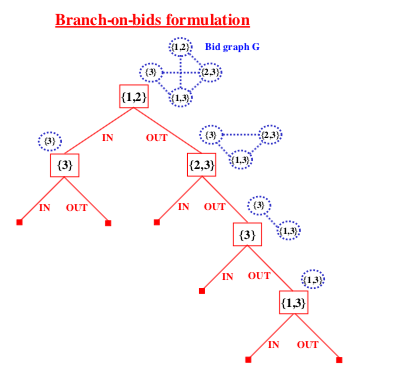 Branch-on-bids formulation
{1,2} Bid graph G
{3} {2,3}
{1,2} {1,3}
{3} IN OUT {3} {2,3}
{1,3}
{3} {2,3}
{3}
IN OUT IN OUT
{1,3}
{3}
IN OUT {1,3}
{1,3}
IN OUT